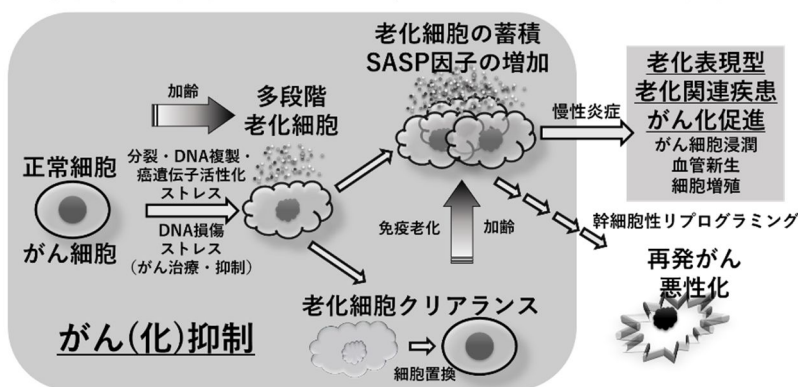 老化細胞の蓄積
SASP因子の増加
加齢
多段階
老化細胞
慢性炎症
老化表現型
老化関連疾患
がん化促進
がん細胞浸潤
血管新生
細胞増殖
正常細胞
がん細胞
分裂・DNA複製・
癌遺伝子活性化
ストレス
DNA損傷
ストレス
（がん治療・抑制）
免疫老化
加齢
幹細胞性リプログラミング
再発がん
悪性化
老化細胞クリアランス
細胞置換
がん(化)抑制